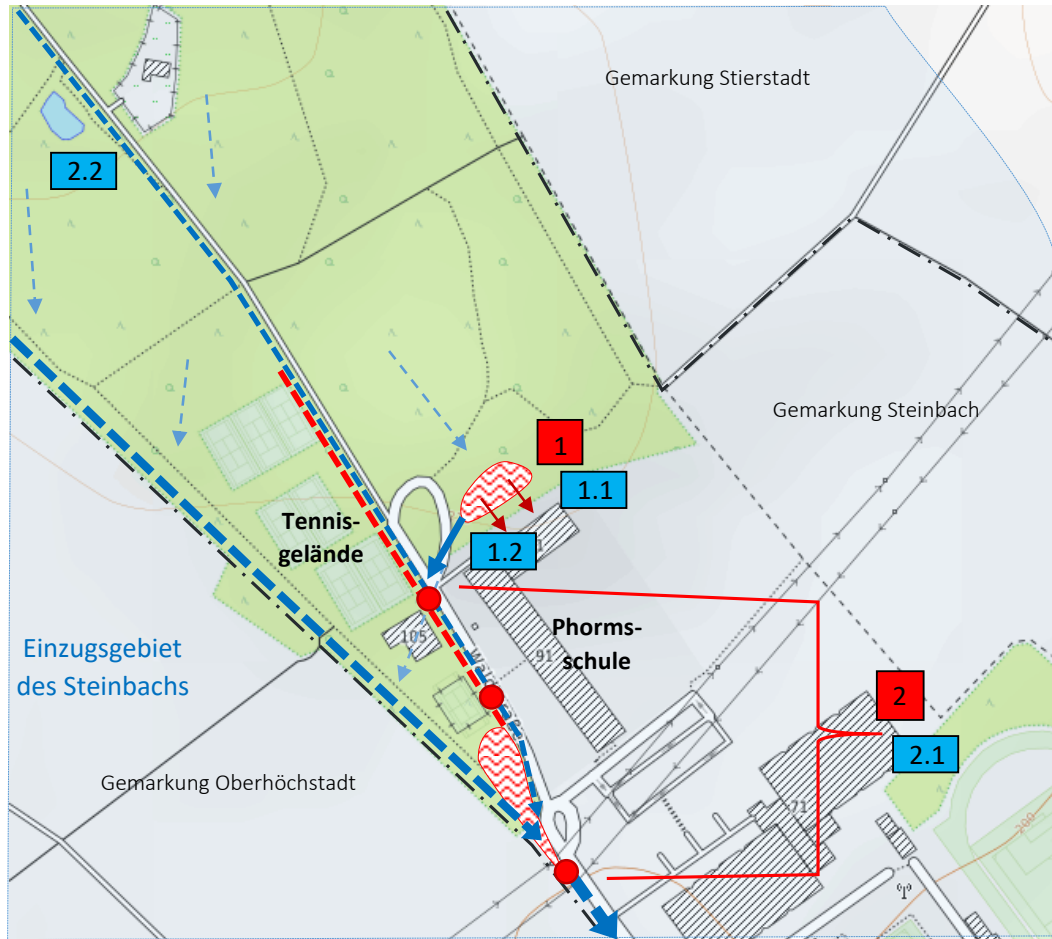 Gemarkung Stierstadt
2.2
Gemarkung Steinbach
1
1.1
Tennis-
gelände
1.2
105
Phorms-
schule
91
Einzugsgebiet
des Steinbachs
2
2.1
Gemarkung Oberhöchstadt
71
200